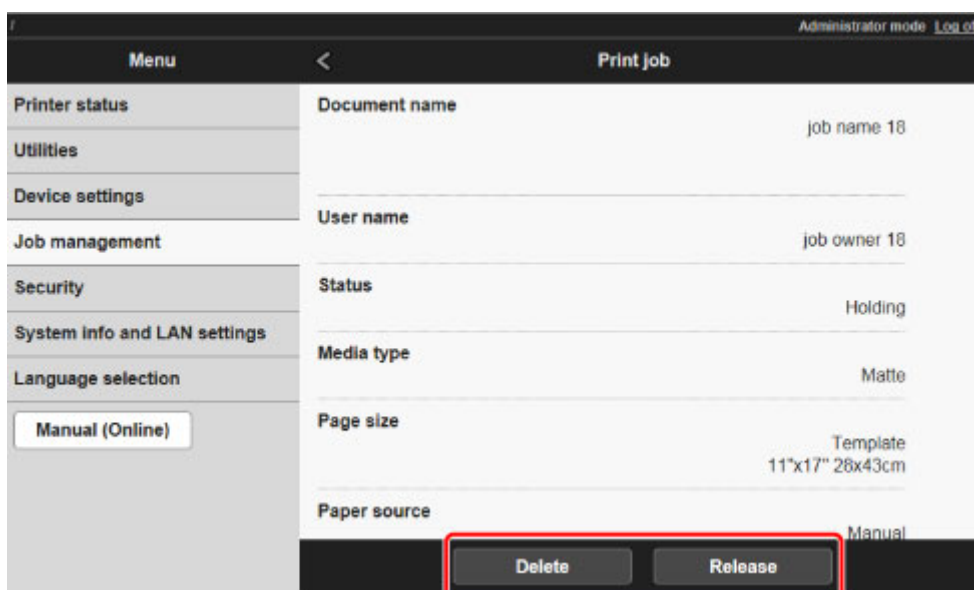 /
Administrator mode Log of
Menu
< Print job
Printer status
Utilities
Device settings
Job management
Security
System info and LAN settings
Language selection
Manual (Online)
Document name
job name 18
User name
job owner 18
Status
Holding
Media type
Matte
Page size
Template
11"x17" 28x43cm
Paper source
Manual
Delete Release